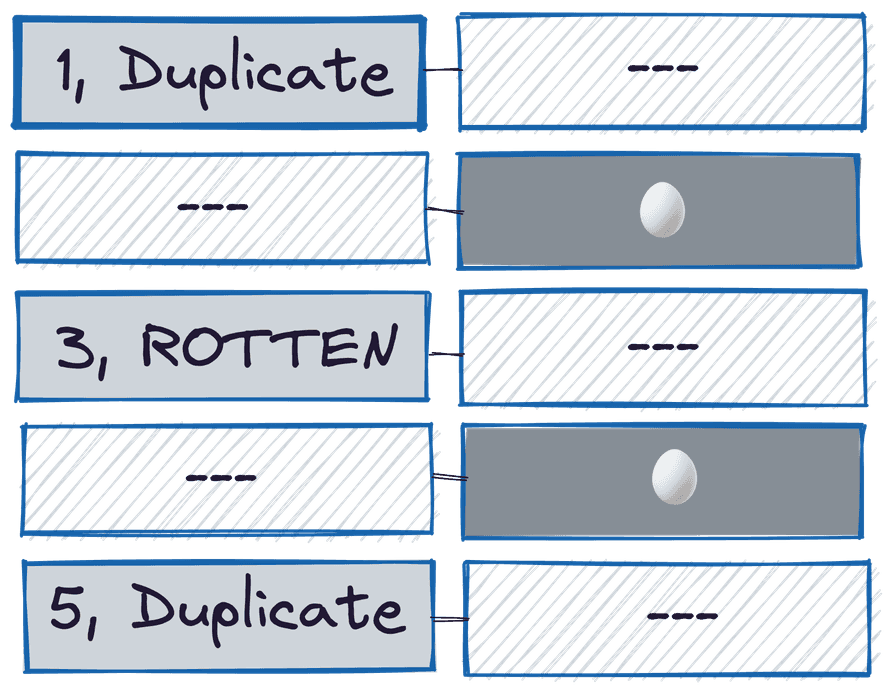 1, Duplicate ---
---
3, ROTTEN ---
---
5, Duplicate ---